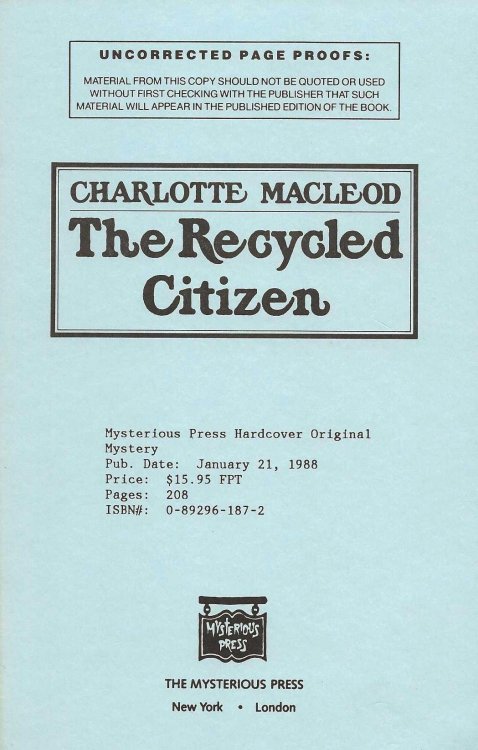 UNCORRECTED PAGE PROOFS:
MATERIAL FROM THIS COPY SHOULD NOT BE QUOTED OR USED
WITHOUT FIRST CHECKING WITH THE PUBLISHER THAT SUCH
MATERIAL WILL APPEAR IN THE PUBLISHED EDITION OF THE BOOK.
CHARLOTTE MACLEOD
The Recycled
Citizen
Mysterious Press Hardcover Original
Mystery
Pub. Date: January 21, 1988
Price: $15.95 FPT
Pages: 208
ISBN#: 0-89296-187-2
MYSTERIOUS
PRESS
THE MYSTERIOUS PRESS
New York • London